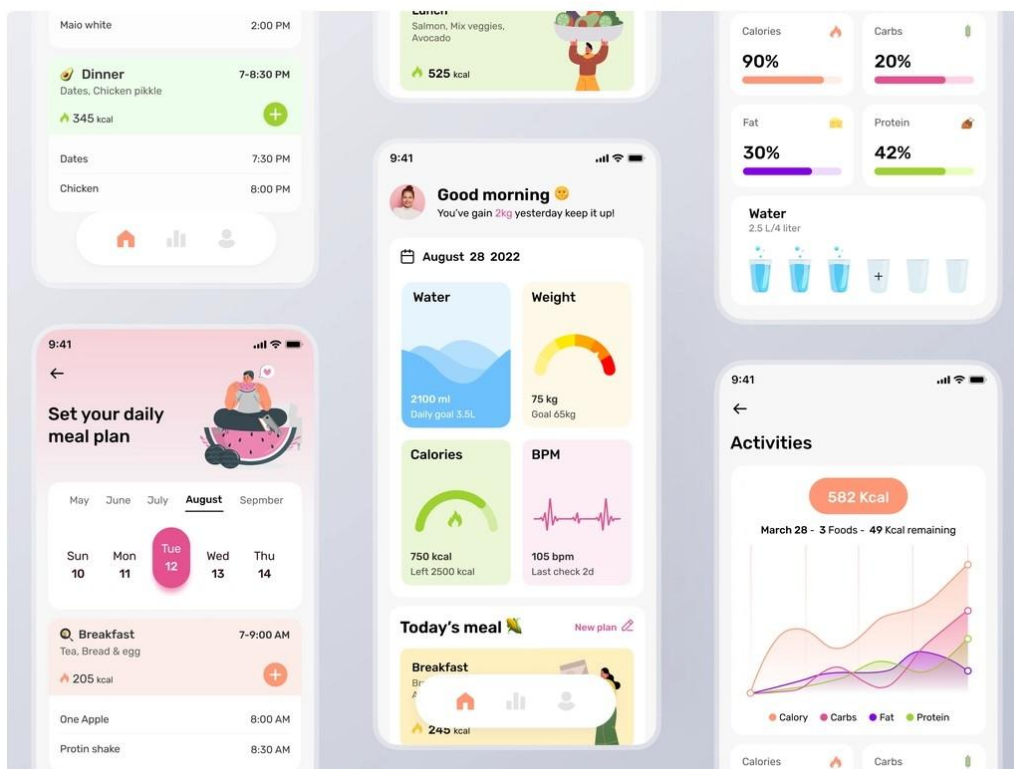 Maio white 2:00 PM
Dinner 7-8:30 PM
Dates, Chicken pikkle
345 kcal
Dates 7:30 PM
Chicken 8:00 PM
9:41
Set your daily
meal plan
May June July August Sepmber
Sun Mon Tue Wed Thu
10 11 12 13 14
Breakfast 7-9:00 AM
Tea, Bread & egg
205 kcal
One Apple 8:00 AM
Protin shake 8:30 AM
Lunch
Salmon, Mix veggies,
Avocado
525 kcal
9:41
Good morning
You've gain 2kg yesterday keep it up!
August 28 2022
Water Weight
2100 ml 75 kg
Daily goal 3.5L Goal 65kg
Calories BPM
750 kcal 105 bpm
Left 2500 kcal Last check 2d
Today's meal New plan
Breakfast
245 kcal
Calories Carbs
90% 20%
Fat Protein
30% 42%
Water
2.5 L/4 liter
9:41
Activities
582 Kcal
March 28 - 3 Foods - 49 Kcal remaining
Calory Carbs Fat Protein
Calories Carbs